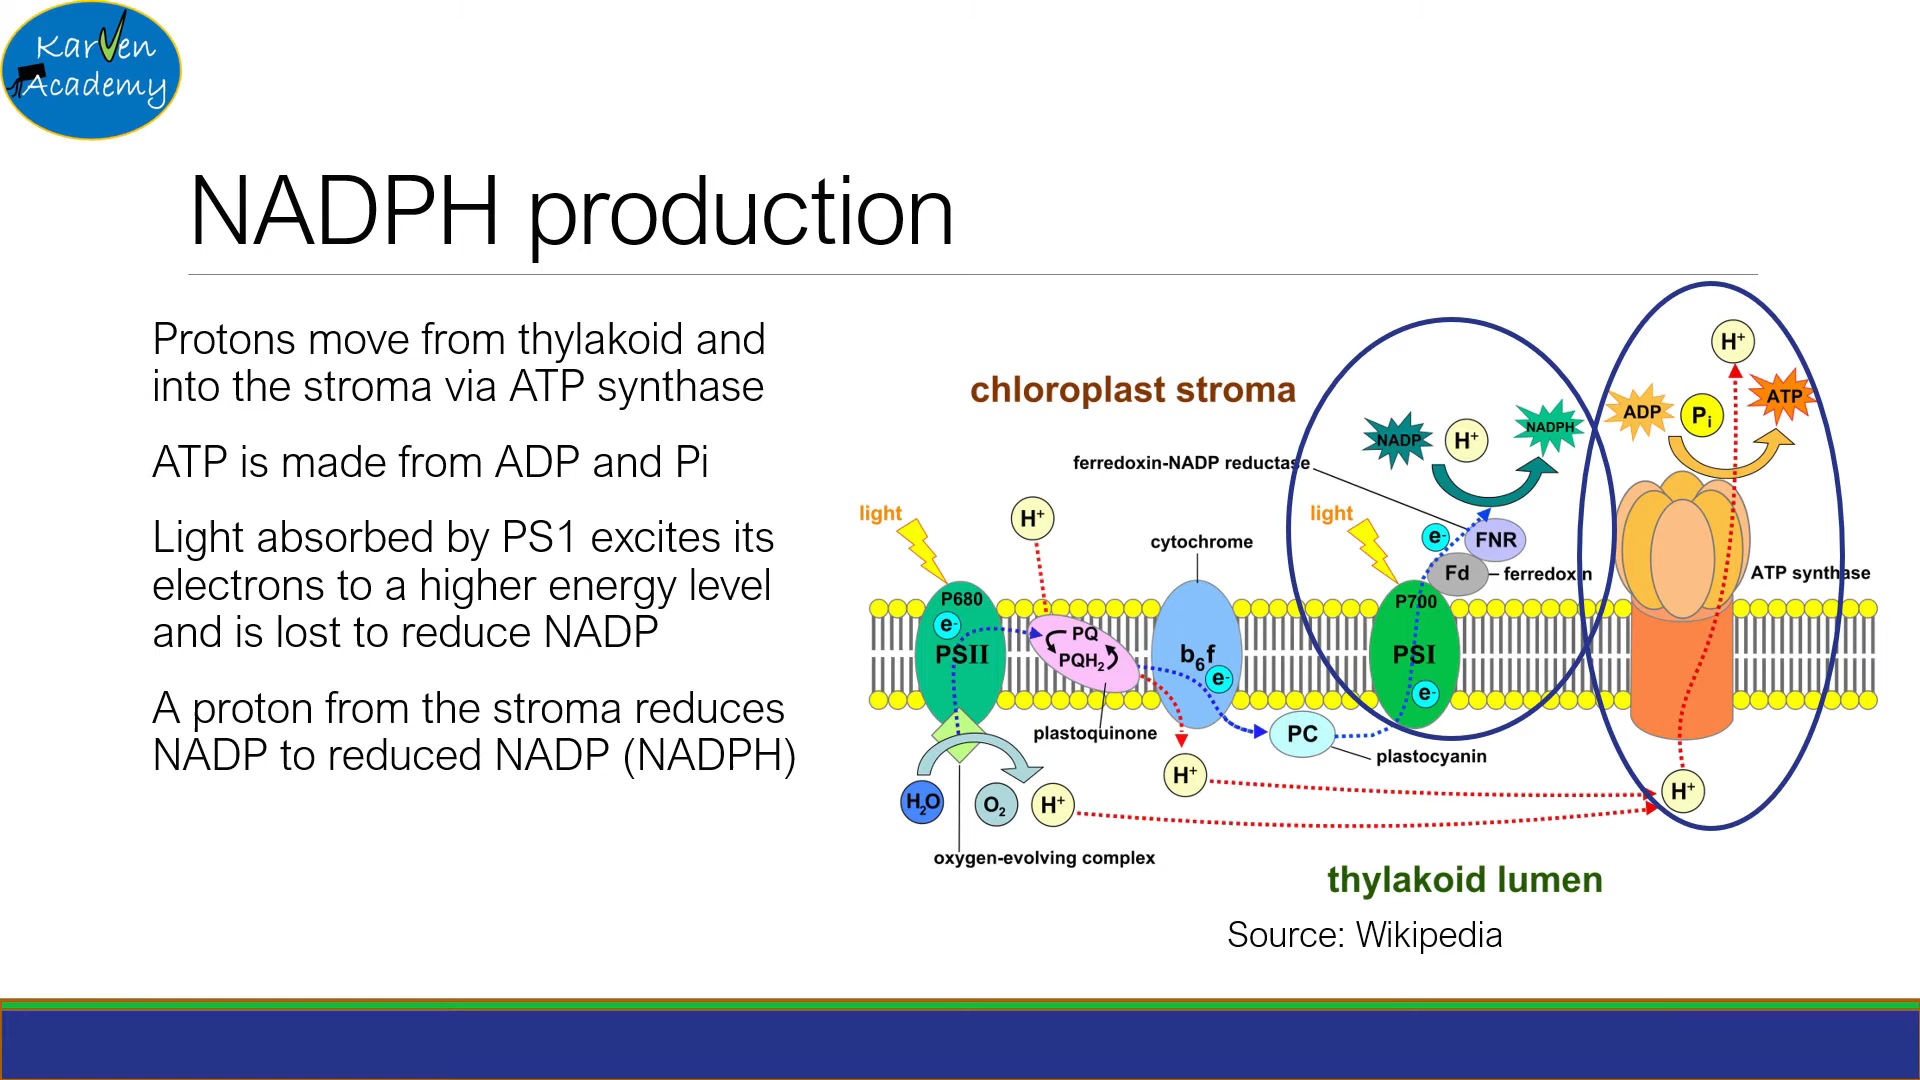 Karven
Academy
NADPH production
Protons move from thylakoid and
into the stroma via ATP synthase
ATP is made from ADP and Pi
Light absorbed by PS1 excites its
electrons to a higher energy level
and is lost to reduce NADP
A proton from the stroma reduces
NADP to reduced NADP (NADPH)
chloroplast stroma
H+
ADP
Pi
ATP
NADP
H+
NADPH
ferredoxin-NADP reductase
light
H+
light
cytochrome
e-
FNR
Fd
ferredoxin
ATP synthase
P680
e-
PSII
PQ
PQH2
b6f
e-
P700
PSI
e-
plastoquinone
PC
plastocyanin
H2O
O2
H+
H+
H+
oxygen-evolving complex
thylakoid lumen
Source: Wikipedia